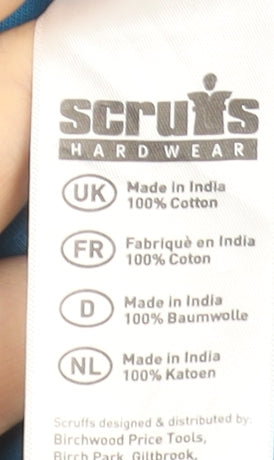 scruffs
HARDWEAR
UK Made in India
100% Cotton
FR Fabriquè en India
100% Coton
D Made in India
100% Baumwolle
NL Made in India
100% Katoen
Scruffs designed & distributed by:
Birchwood Price Tools,
Birch Park, Giltbrook,